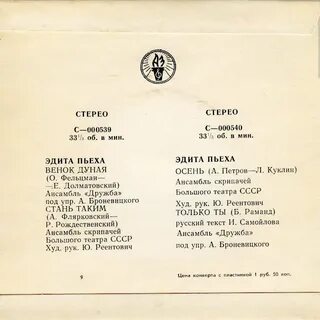 СТЕРЕО
С—000539
33⅓ об. в мин.
ЭДИТА ПЬЕХА
ВЕНОК ДУНАЯ
(О. Фельцман—
—Е. Долматовский)
Ансамбль «Дружба»
под упр. А. Броневицкого
СТАНЬ ТАКИМ
(А. Флярковский—
Р. Рождественский)
Ансамбль скрипачей
Большого театра СССР
Худ. рук. Ю. Реентович
9
СТЕРЕО
С—000540
33⅓ об. в мин.
ЭДИТА ПЬЕХА
ОСЕНЬ (А. Петров—Л. Куклин)
Ансамбль скрипачей
Большого театра СССР
Худ. рук. Ю. Реентович
ТОЛЬКО ТЫ (Б. Рамanд)
русский текст И. Самойлова
Ансамбль «Дружба»
под упр. А. Броневицкого
Цена конверта с пластинкой 1 руб. 50 коп.